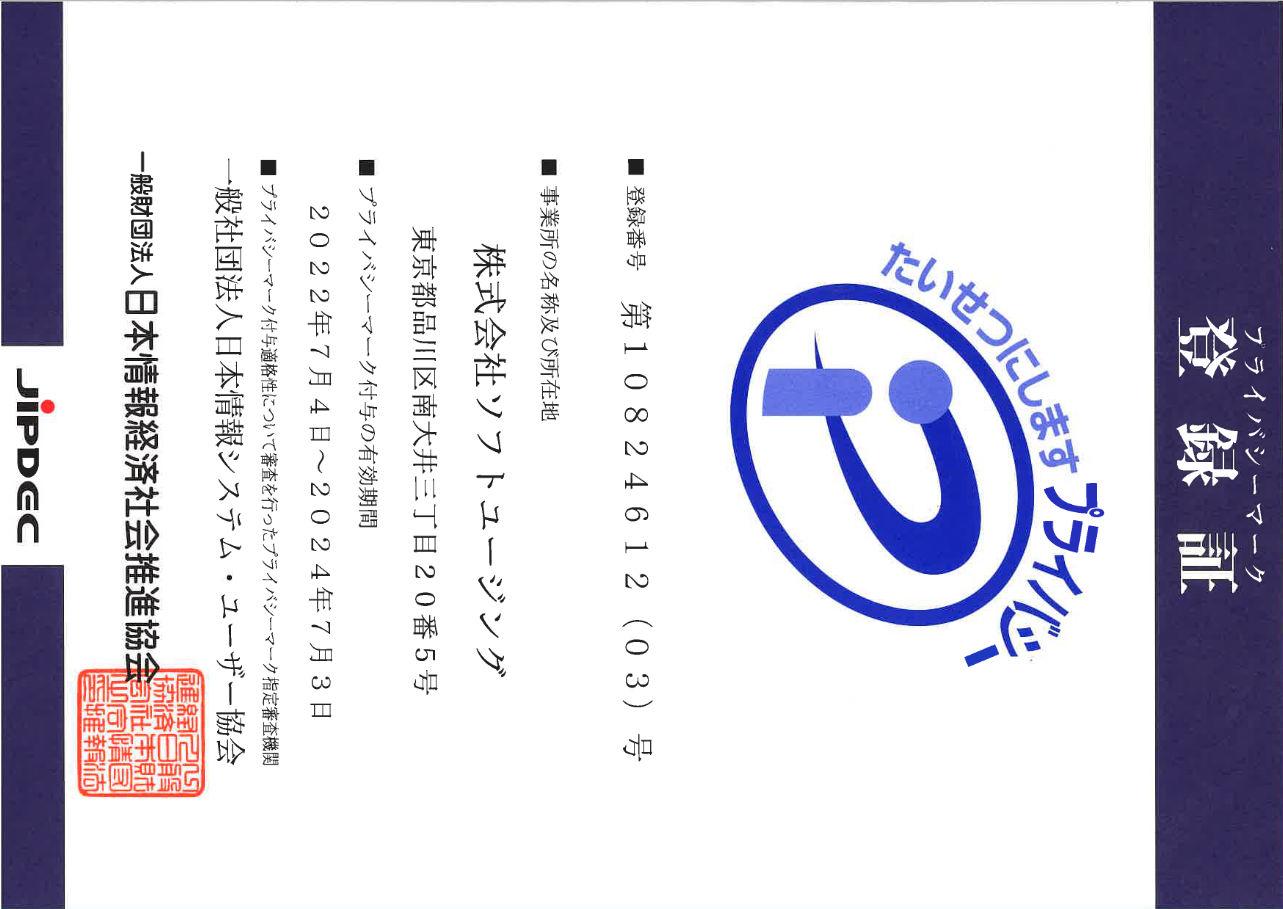 プライバシーマーク
登録証
たいせつにします プライバシー
■ 登録番号 第１０８２４６１２（０３）号
■ 事業所の名称及び所在地
株式会社ソフトユージング
東京都品川区南大井三丁目２０番５号
■ プライバシーマーク付与の有効期間
２０２２年７月４日～２０２４年７月３日
■ プライバシーマーク付与適格性について審査を行ったプライバシーマーク指定審査機関
一般社団法人日本情報システム・ユーザー協会
一般財団法人日本情報経済社会推進協会
JIPDEC